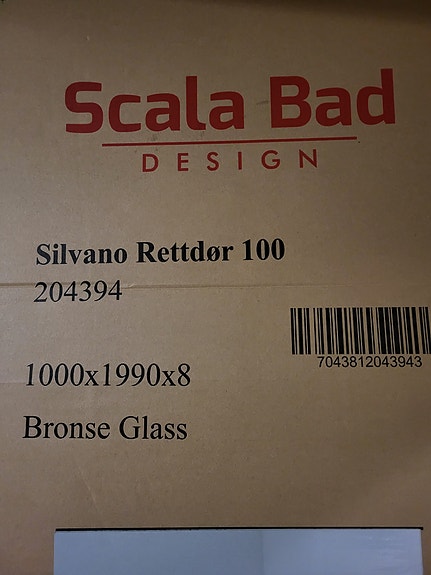 Scala Bad
DESIGN
Silvano Rettdør 100
204394
7043812043943
1000x1990x8
Bronse Glass